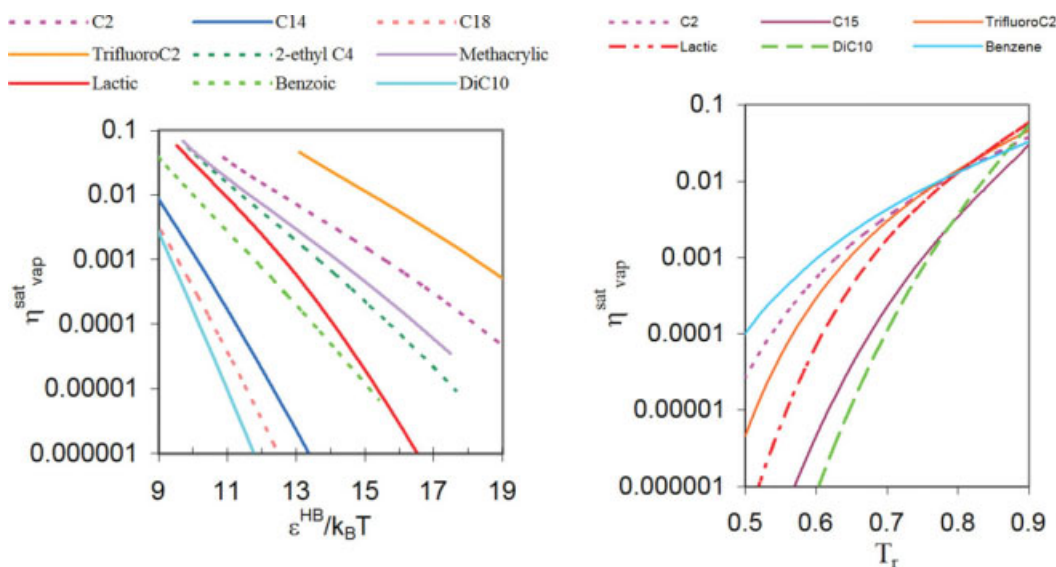 C2 C14 C18
TrifluoroC2 2-ethyl C4 Methacrylic
Lactic Benzoic DiC10
0.1
0.01
0.001
0.0001
0.00001
0.000001
η^sat_vap
9 11 13 15 17 19
ε^HB/k_BT
C2 C15 TrifluoroC2
Lactic DiC10 Benzene
0.1
0.01
0.001
0.0001
0.00001
0.000001
η^sat_vap
0.5 0.6 0.7 0.8 0.9
T_r